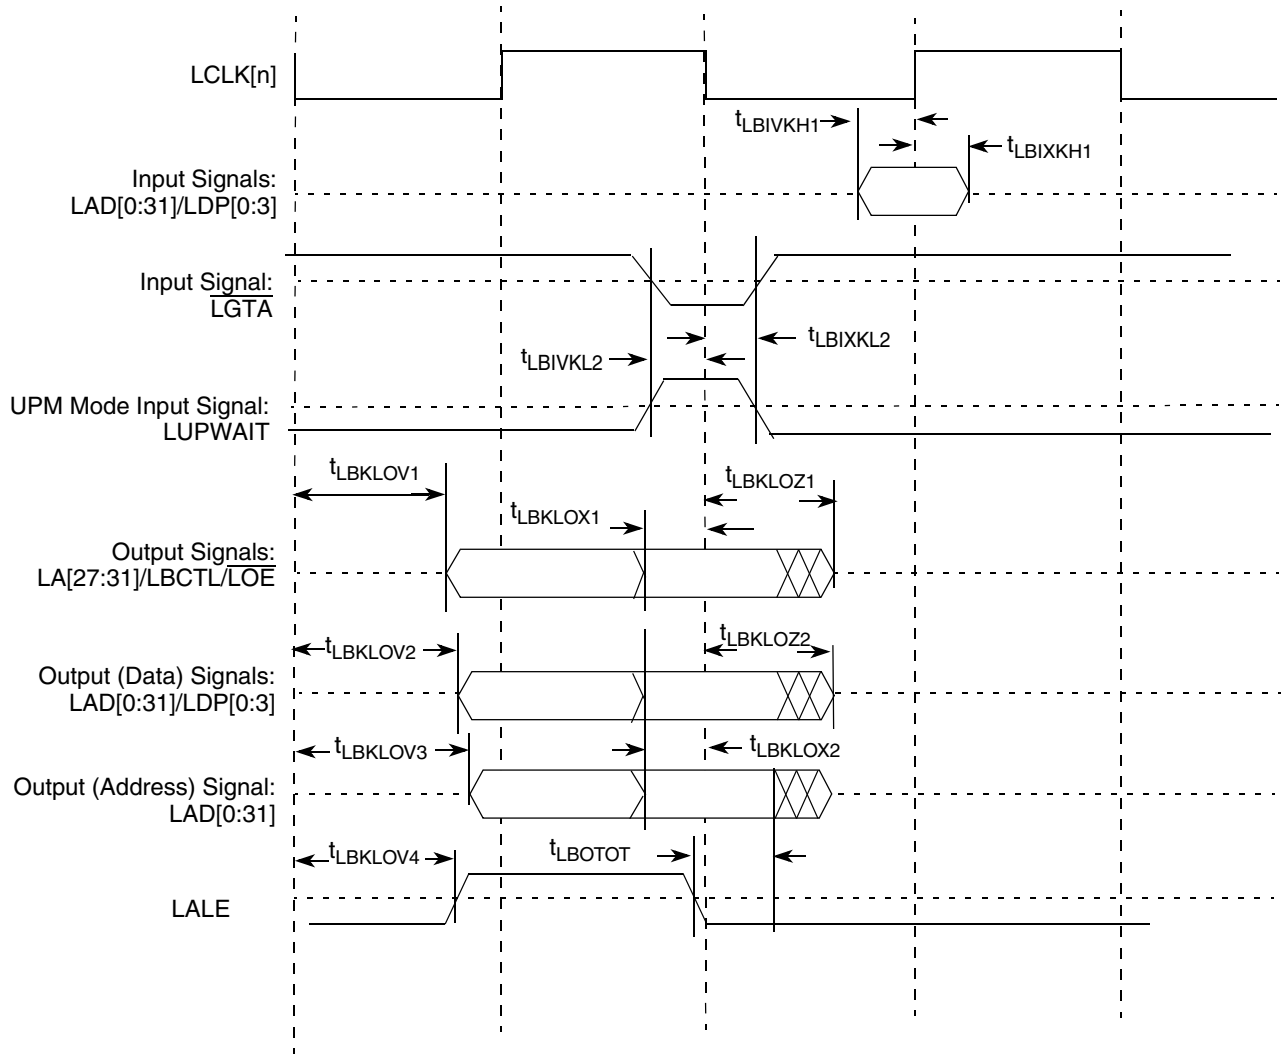 LCLK[n]
tLBIVKH1
tLBIXKH1
Input Signals:
LAD[0:31]/LDP[0:3]
Input Signal:
LGTA
tLBIXKL2
tLBIVKL2
UPM Mode Input Signal:
LUPWAIT
tLBKLOV1
tLBKLOZ1
tLBKLOX1
Output Signals:
LA[27:31]/LBCTL/LOE
tLBKLOV2
tLBKLOZ2
Output (Data) Signals:
LAD[0:31]/LDP[0:3]
tLBKLOV3
tLBKLOX2
Output (Address) Signal:
LAD[0:31]
tLBKLOV4
tLBOTOT
LALE